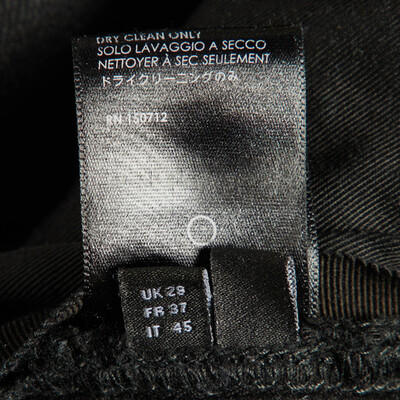 DRY CLEAN ONLY
SOLO LAVAGGIO A SECCO
NETTOYER À SEC SEULEMENT
ドライクリーニングのみ
RN 150712
UK 29
FR 37
IT 45